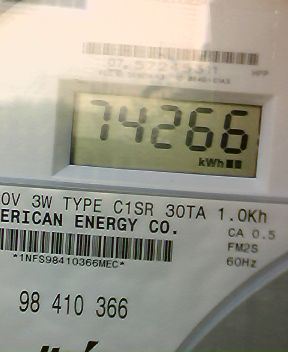 74266
kWh
0V 3W TYPE C1SR 30TA 1.0Kh
ERICAN ENERGY CO.
CA 0.5
FM2S
60Hz
*1NFS98410366MEC*
98 410 366